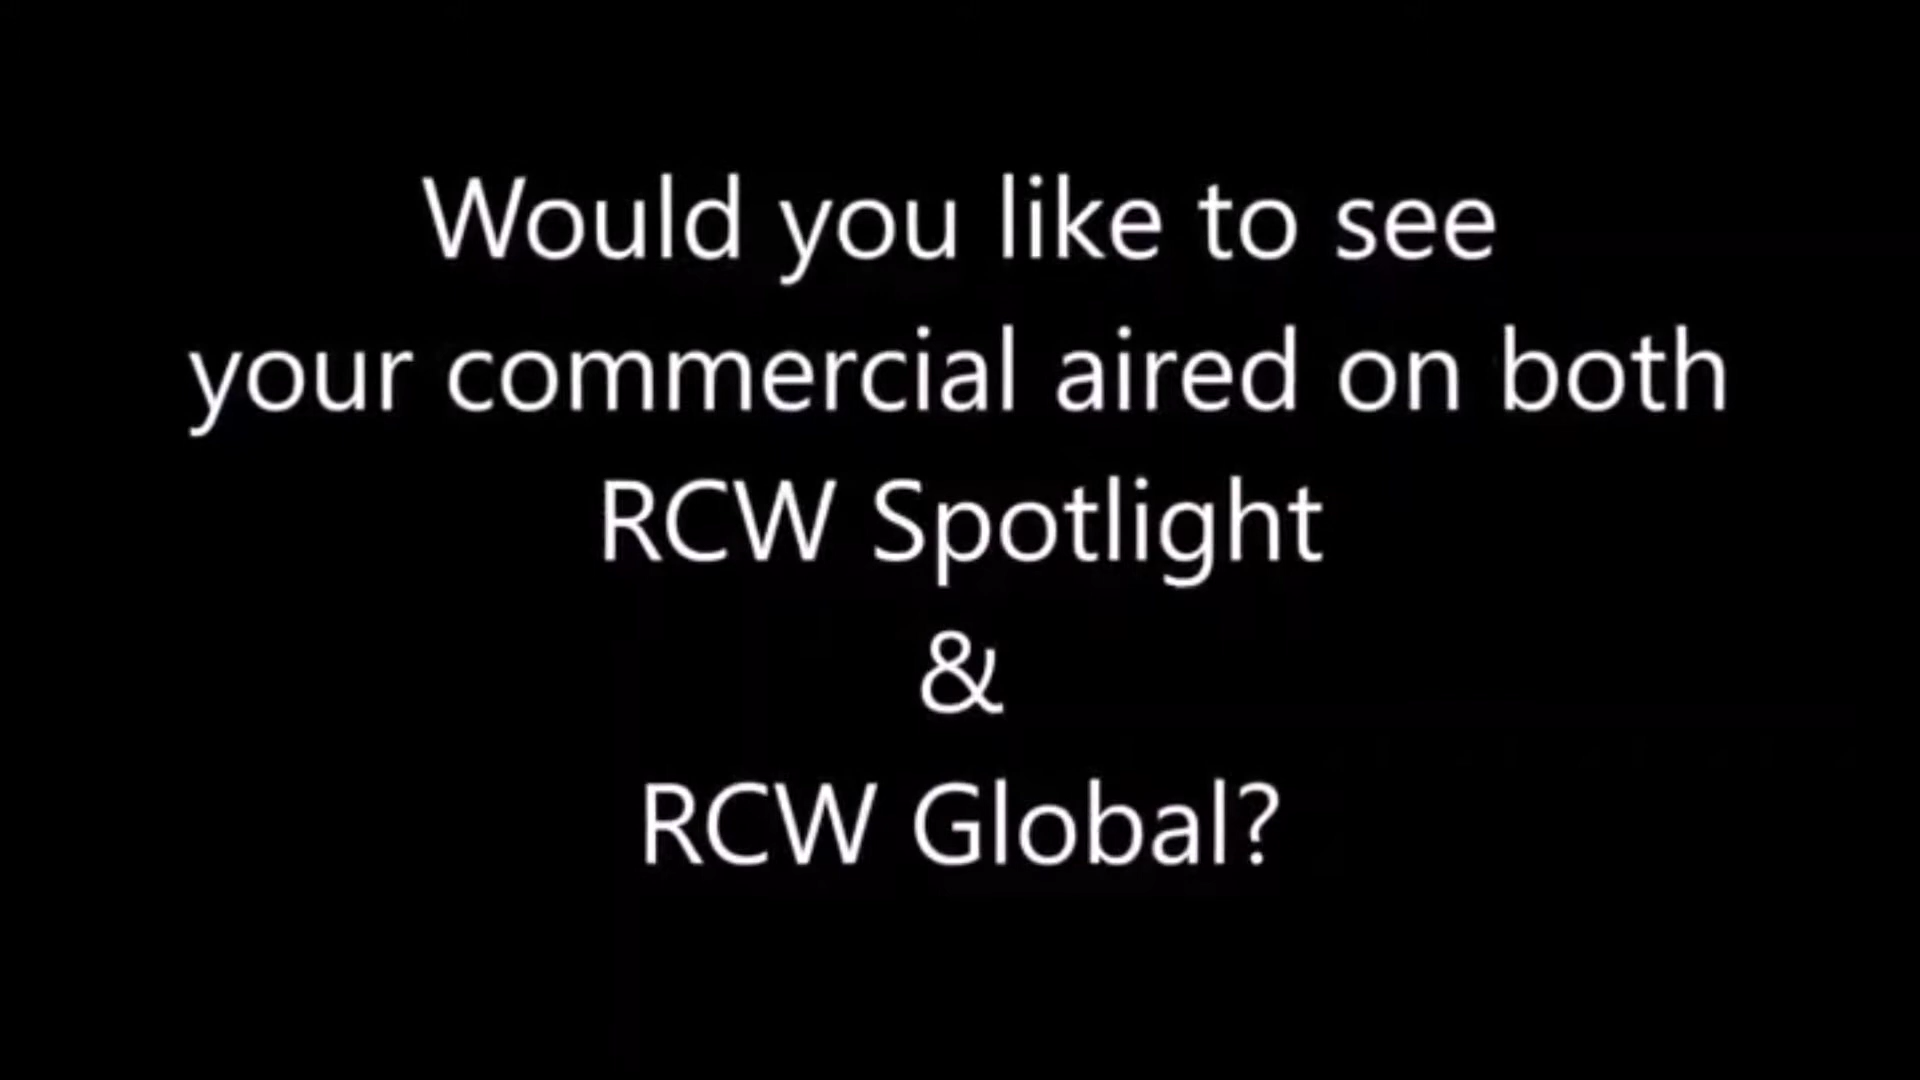 Would you like to see
your commercial aired on both
RCW Spotlight
&
RCW Global?